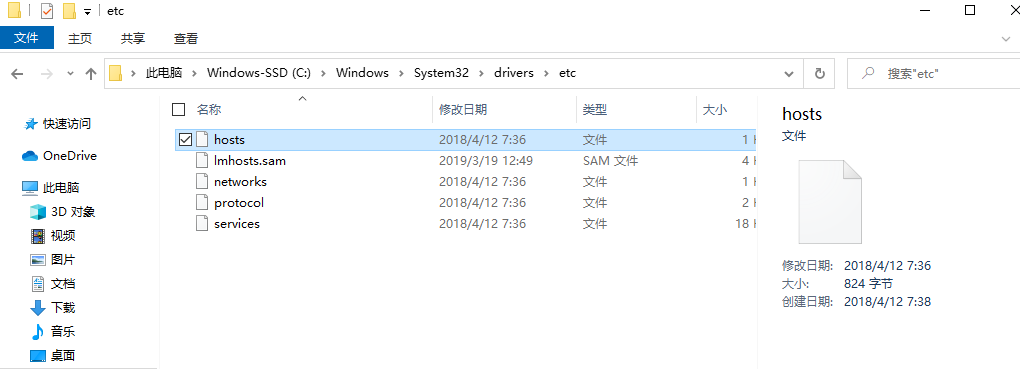 etc
文件 主页 共享 查看
此电脑 Windows-SSD (C:) Windows System32 drivers etc 搜索"etc"
名称 修改日期 类型 大小
hosts 2018/4/12 7:36 文件 1
lmhosts.sam 2019/3/19 12:49 SAM 文件 4
networks 2018/4/12 7:36 文件 1
protocol 2018/4/12 7:36 文件 2
services 2018/4/12 7:36 文件 18
快速访问
OneDrive
此电脑
3D 对象
视频
图片
文档
下载
音乐
桌面
hosts
文件
修改日期: 2018/4/12 7:36
大小: 824 字节
创建日期: 2018/4/12 7:38